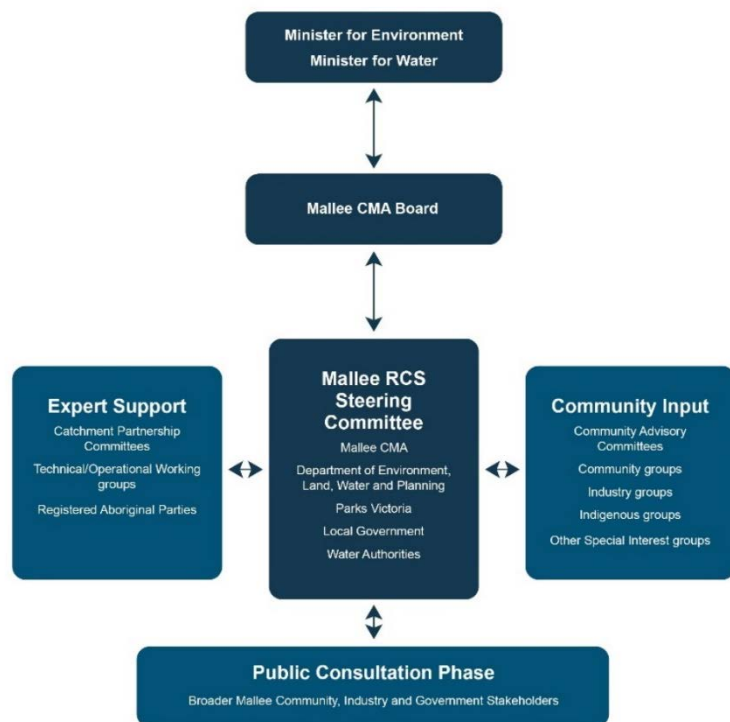 Minister for Environment
Minister for Water
Mallee CMA Board
Expert Support
Catchment Partnership
Committees
Technical/Operational Working
groups
Registered Aboriginal Parties
Mallee RCS
Steering
Committee
Mallee CMA
Department of Environment,
Land, Water and Planning
Parks Victoria
Local Government
Water Authorities
Community Input
Community Advisory
Committees
Community groups
Industry groups
Indigenous groups
Other Special Interest groups
Public Consultation Phase
Broader Mallee Community, Industry and Government Stakeholders